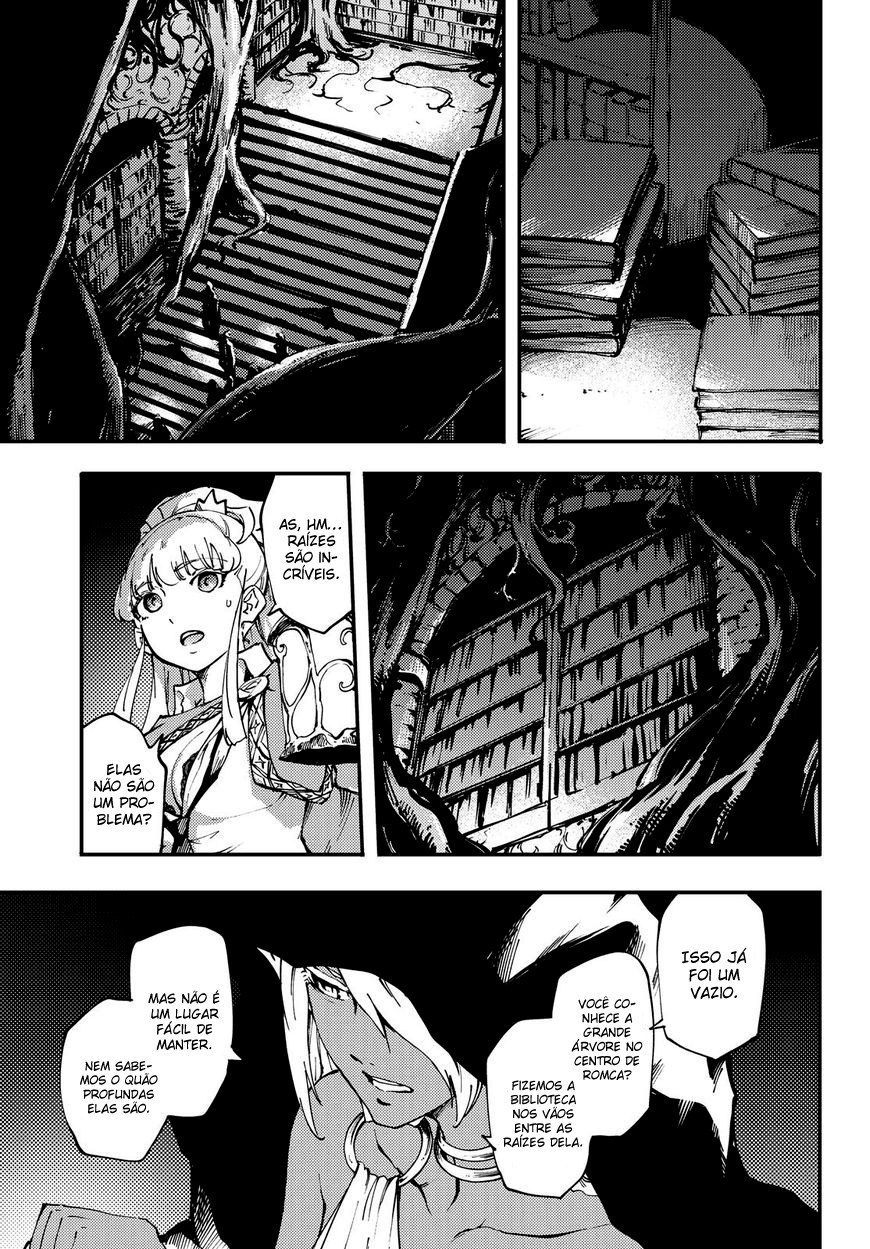 AS, HM...
RAÍZES
SÃO IN-
CRÍVEIS.
ELAS
NÃO SÃO
UM PRO-
BLEMA?
ISSO JÁ
FOI UM
VAZIO.
VOCÊ CO-
NHECE A
GRANDE
ÁRVORE NO
CENTRO DE
ROMCA?
FIZEMOS A
BIBLIOTECA
NOS VÃOS
ENTRE AS
RAÍZES DELA.
MAS NÃO É
UM LUGAR
FÁCIL DE
MANTER.
NEM SABE-
MOS O QUÃO
PROFUNDAS
ELAS SÃO.